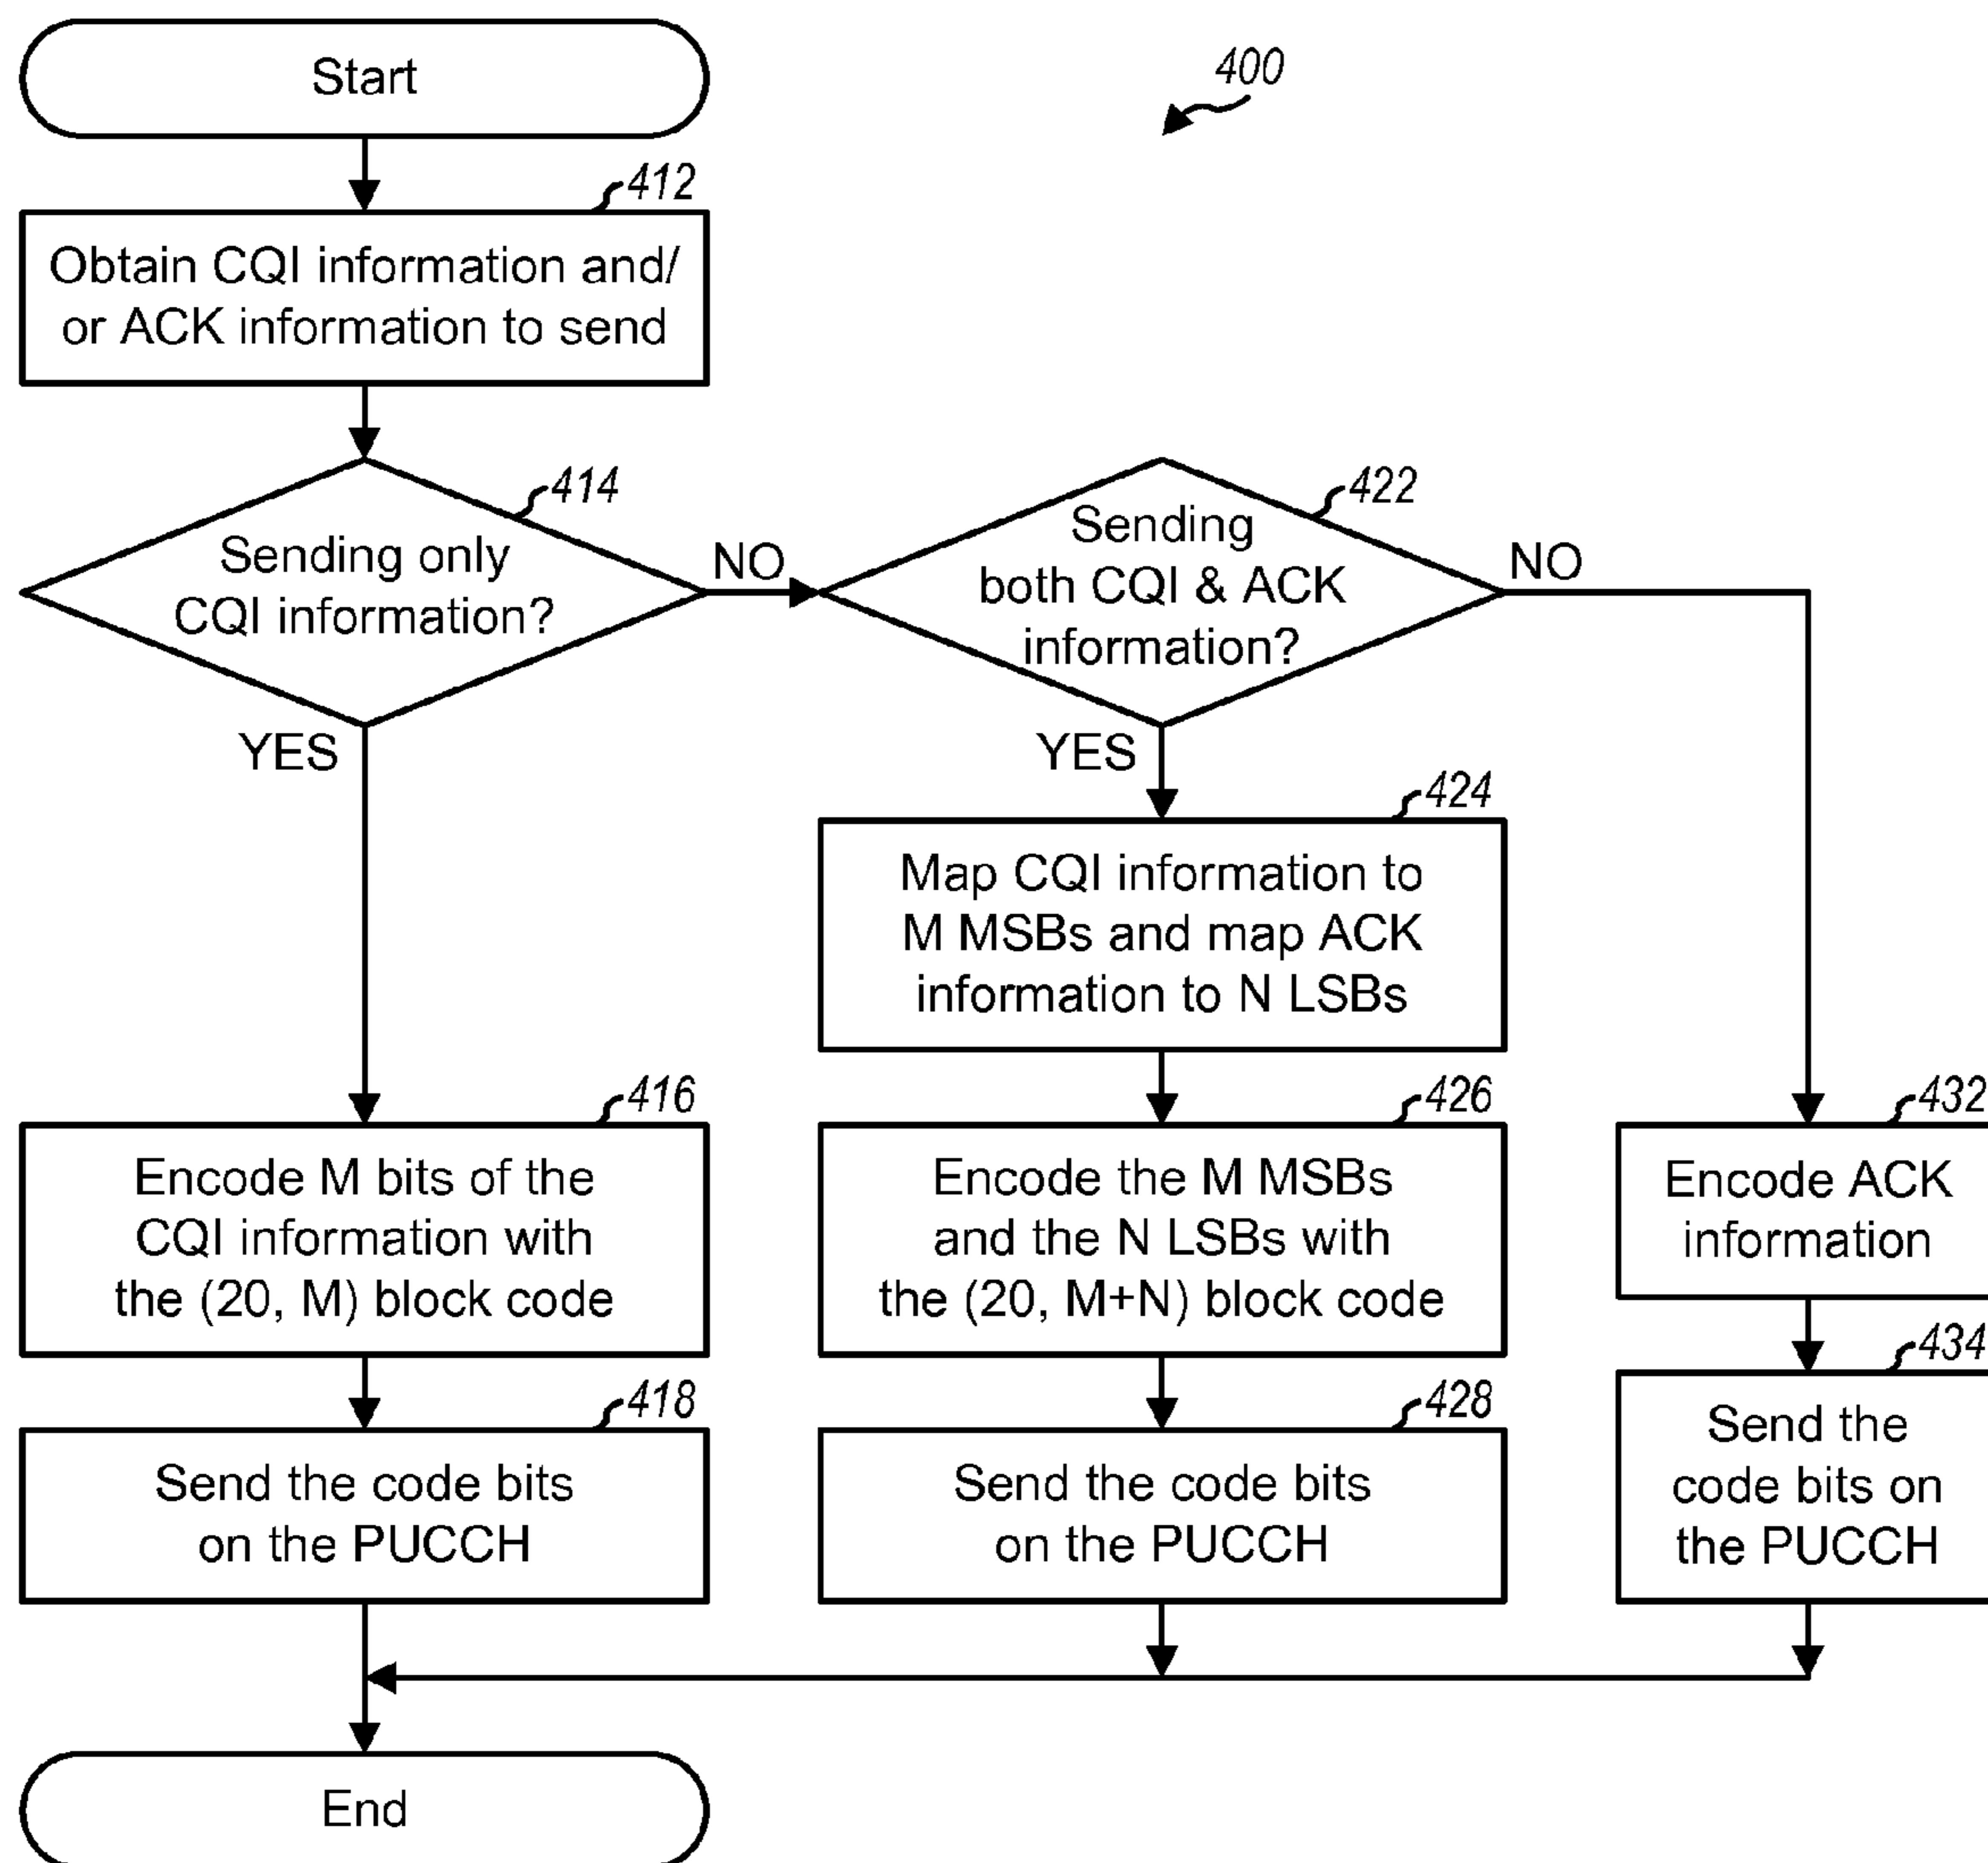 Start
400
412
Obtain CQI information and/
or ACK information to send
414
Sending only
CQI information?
NO
YES
422
Sending
both CQI & ACK
information?
NO
YES
424
Map CQI information to
M MSBs and map ACK
information to N LSBs
416
Encode M bits of the
CQI information with
the (20, M) block code
426
Encode the M MSBs
and the N LSBs with
the (20, M+N) block code
432
Encode ACK
information
418
Send the code bits
on the PUCCH
428
Send the code bits
on the PUCCH
434
Send the
code bits on
the PUCCH
End